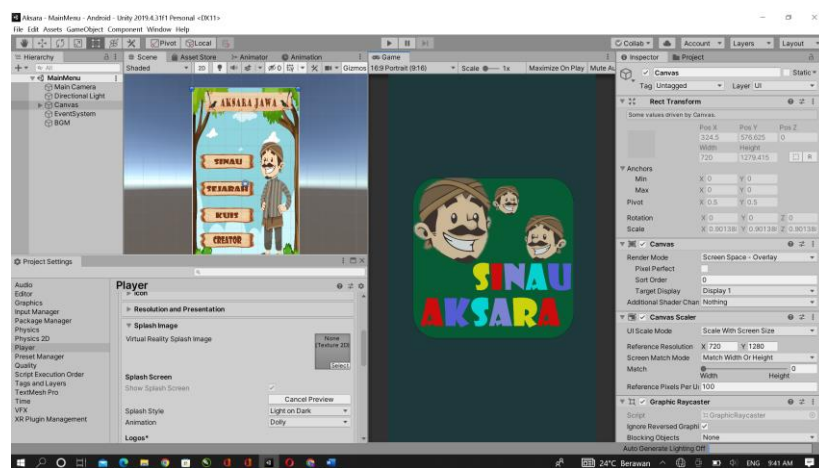 Aksara - MainMenu - Android - Unity 2019.4.31f1 Personal <DX11>
File Edit Assets GameObject Component Window Help
Pivot Local
Collab Account Layers Layout
Hierarchy
All
MainMenu
Main Camera
Directional Light
Canvas
EventSystem
BGM
Scene Asset Store Animator Animation
Shaded 2D 0 Gizmos
AKSARA JAWA
SINAU
SEJARAH
KUIS
CREATOR
Game
16:9 Portrait (9:16) Scale 1x Maximize On Play Mute Au
SINAU
AKSARA
Project Settings
Audio
Editor
Graphics
Input Manager
Package Manager
Physics
Physics 2D
Player
Preset Manager
Quality
Script Execution Order
Tags and Layers
TextMesh Pro
Time
VFX
XR Plugin Management
Player
Icon
Resolution and Presentation
Splash Image
Virtual Reality Splash Image
None
(Texture 2D)
Select
Splash Screen
Show Splash Screen
Cancel Preview
Splash Style Light on Dark
Animation Dolly
Logos*
Inspector Project
Canvas Static
Tag Untagged Layer UI
Rect Transform
Some values driven by Canvas.
Pos X Pos Y Pos Z
324.5 576.625 0
Width Height
720 1279.415 R
Anchors
Min X 0 Y 0
Max X 0 Y 0
Pivot X 0.5 Y 0.5
Rotation X 0 Y 0 Z 0
Scale X 0.90138 Y 0.90138 Z 0.90138
Canvas
Render Mode Screen Space - Overlay
Pixel Perfect
Sort Order 0
Target Display Display 1
Additional Shader Chan Nothing
Canvas Scaler
UI Scale Mode Scale With Screen Size
Reference Resolution X 720 Y 1280
Screen Match Mode Match Width Or Height
Match 0
Width Height
Reference Pixels Per U 100
Graphic Raycaster
Script GraphicRaycaster
Ignore Reversed Graphi
Blocking Objects None
Auto Generate Lighting Off
24°C Berawan ENG 9:41 AM